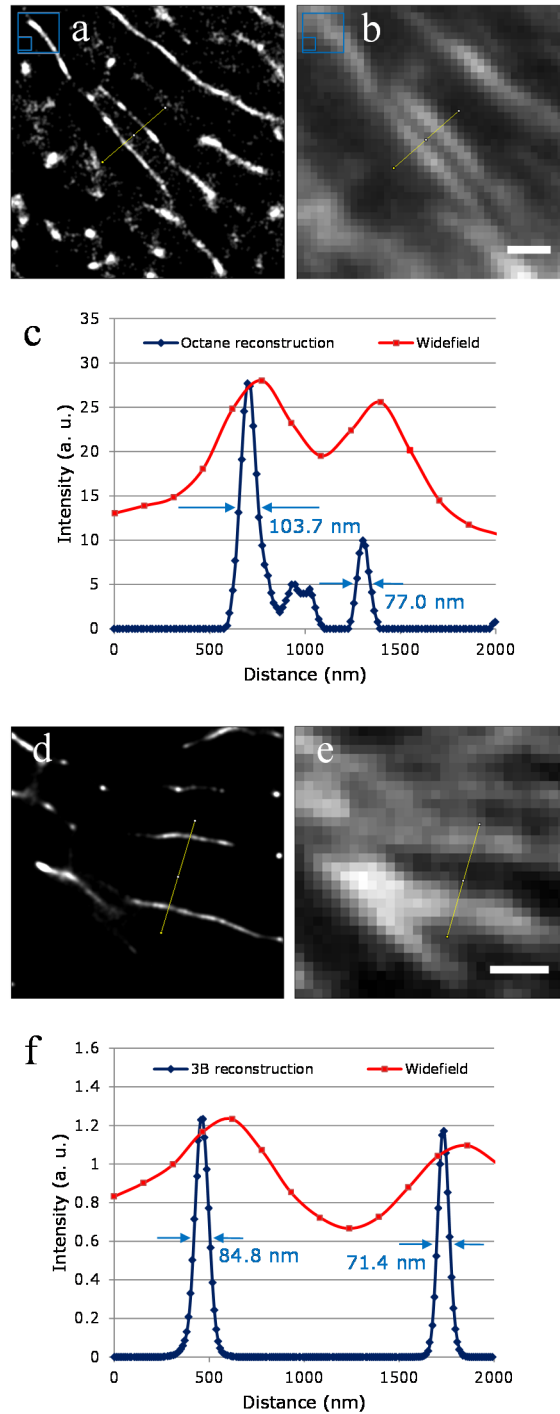 a
b
c
35
30
25
20
15
10
5
0
Intensity (a. u.)
Octane reconstruction
Widefield
103.7 nm
77.0 nm
0
500
1000
1500
2000
Distance (nm)
d
e
f
1.6
1.4
1.2
1
0.8
0.6
0.4
0.2
0
Intensity (a. u.)
3B reconstruction
Widefield
84.8 nm
71.4 nm
0
500
1000
1500
2000
Distance (nm)